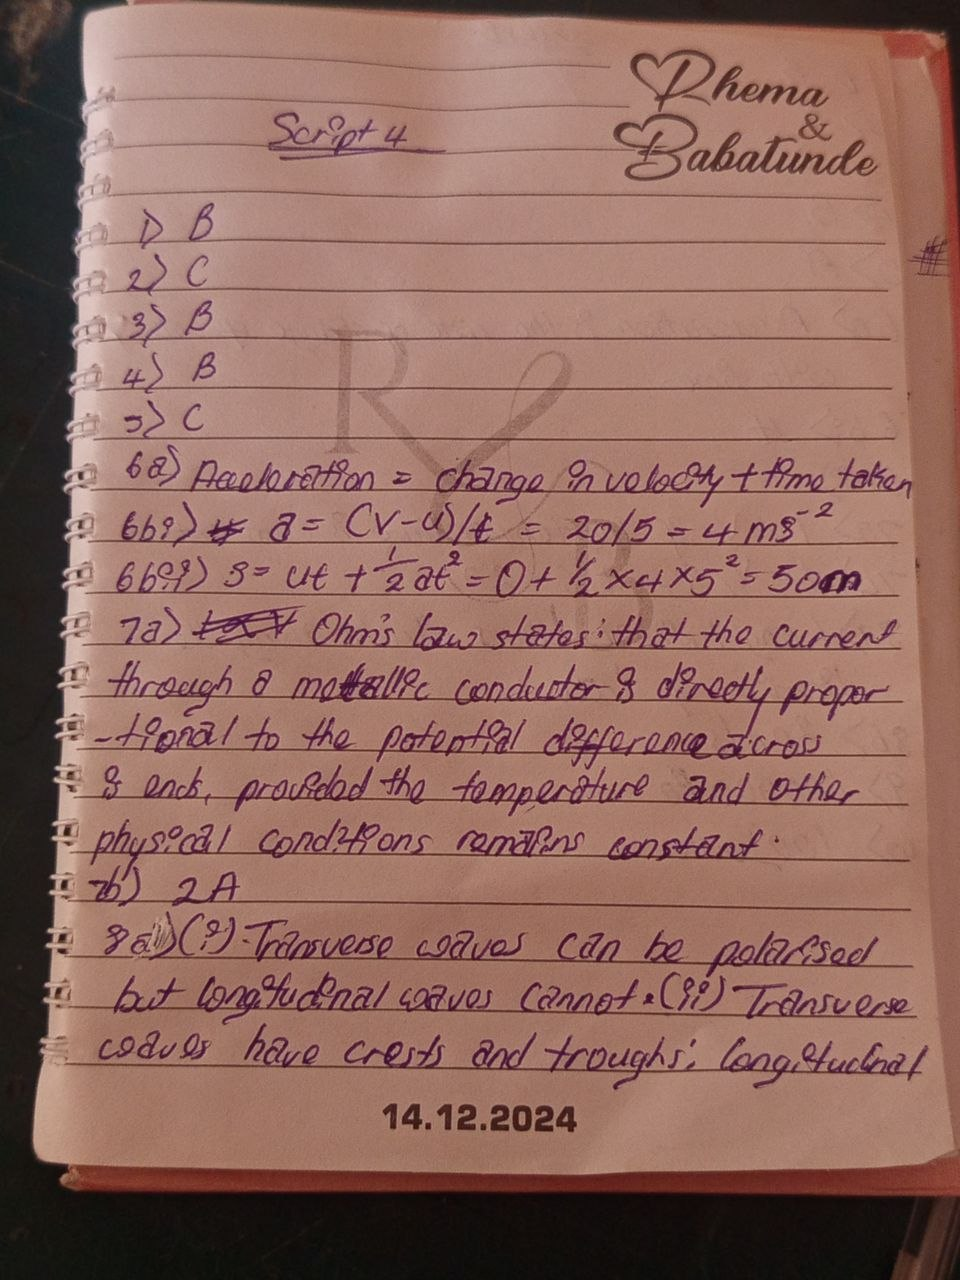 Rhema
&
Babatunde
Script 4
1) B
2) C
3) B
4) B
5) C
6a) Acceleration = change in velocity ÷ time taken
6bi) a = (v-u)/t = 20/5 = 4 ms⁻²
6bii) s= ut + ½at² = 0 + ½ × 4 × 5² = 50m
7a) Ohm's law states that the current
through a metallic conductor is directly propor
-tional to the potential difference across
is ends, provided the temperature and other
physical conditions remains constant.
7b) 2A
8a)(i) Transverse waves can be polarised
but longitudinal waves cannot. (ii) Transverse
waves have crests and troughs; longitudinal
14.12.2024